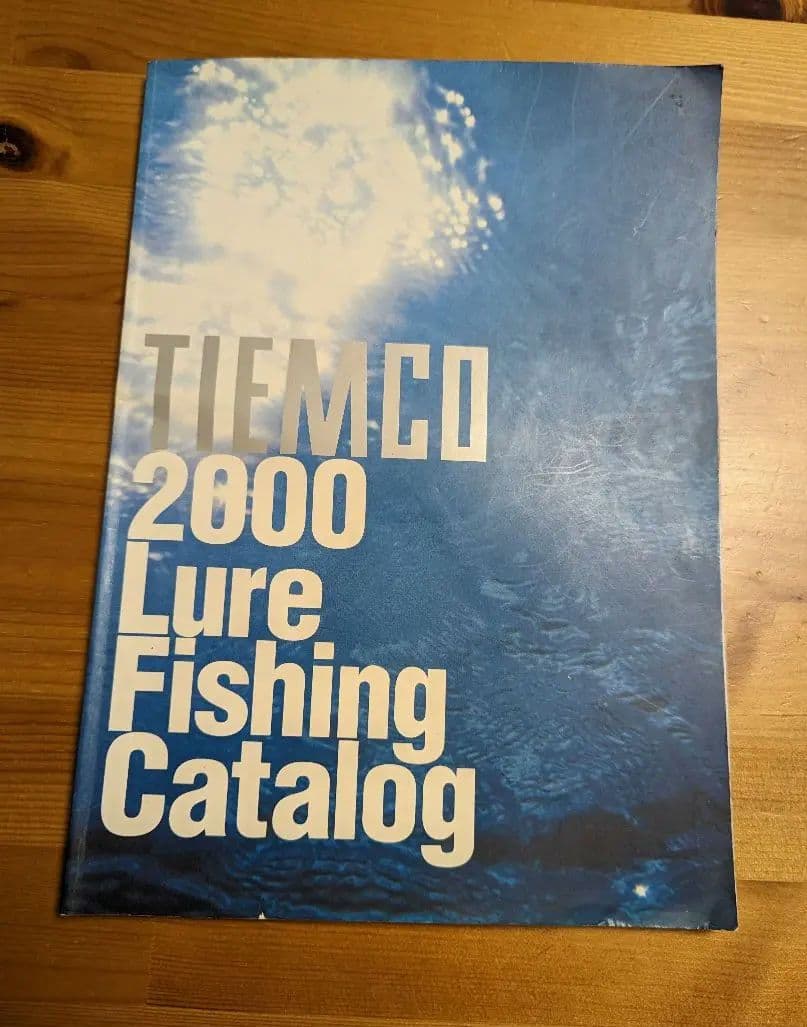 TIEMCO
2000
Lure
Fishing
Catalog